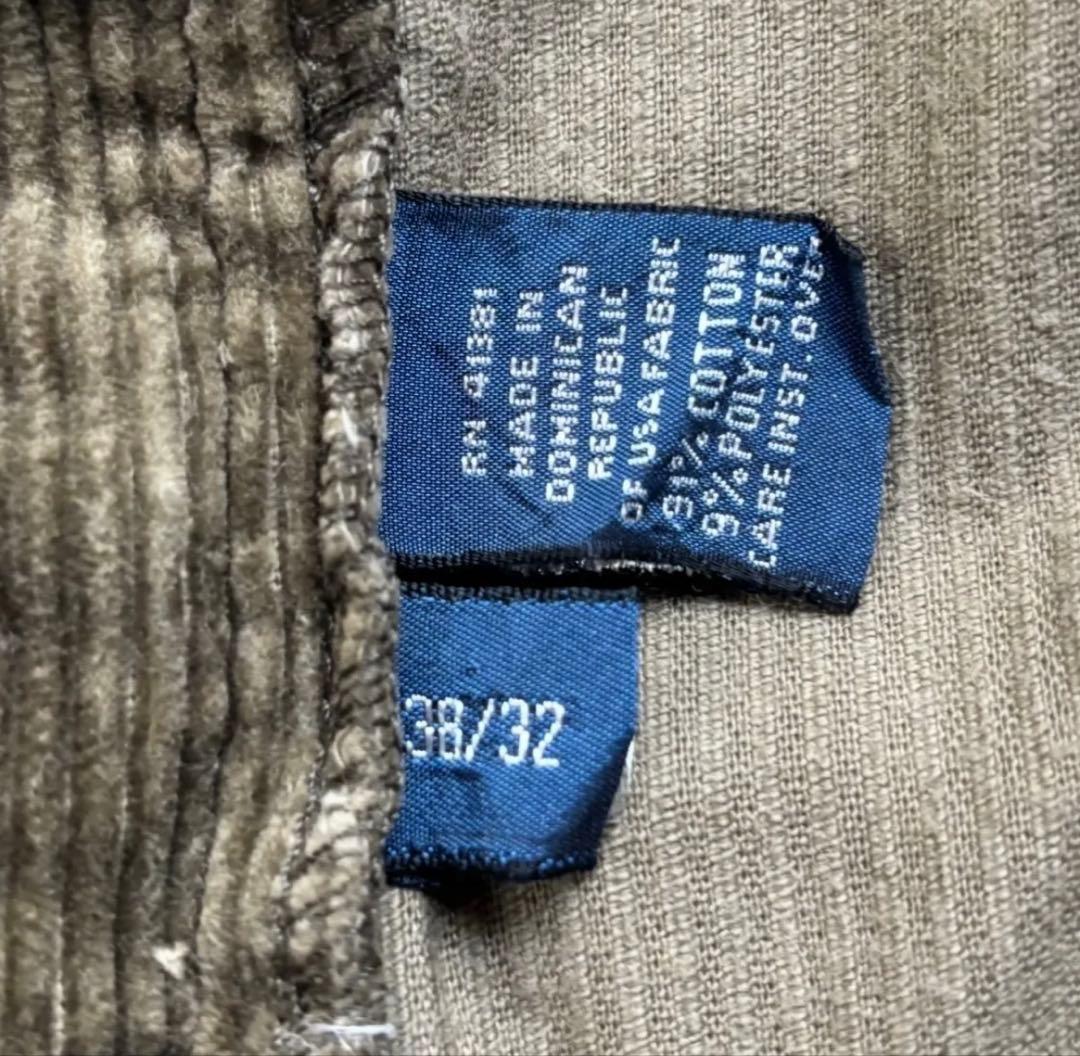 RN 41381
MADE IN
DOMINICAN
REPUBLIC
OF USA FABRIC
91% COTTON
9% POLYESTER
CARE INST. OVER
38/32